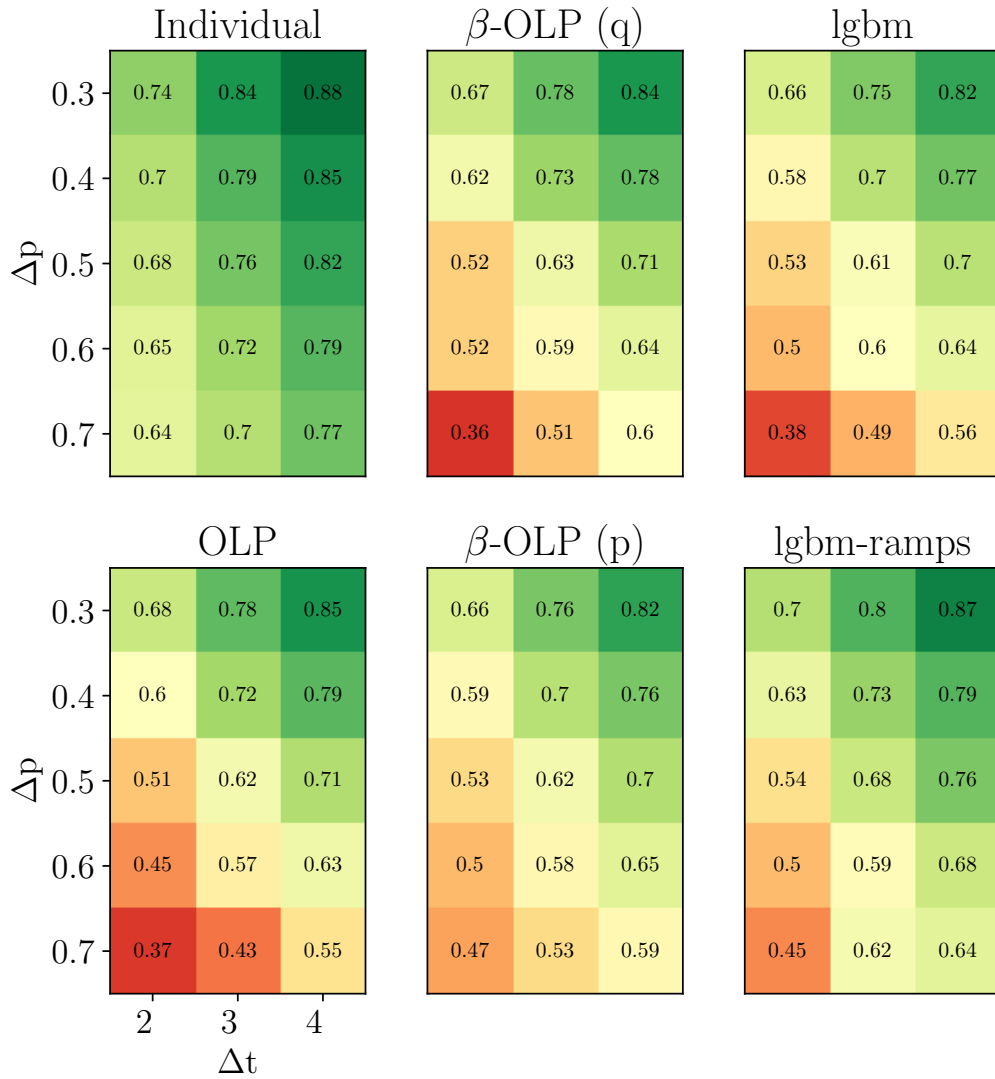 Individual β-OLP (q) lgbm
0.3 0.74 0.84 0.88 0.67 0.78 0.84 0.66 0.75 0.82
0.4 0.7 0.79 0.85 0.62 0.73 0.78 0.58 0.7 0.77
Δp
0.5 0.68 0.76 0.82 0.52 0.63 0.71 0.53 0.61 0.7
0.6 0.65 0.72 0.79 0.52 0.59 0.64 0.5 0.6 0.64
0.7 0.64 0.7 0.77 0.36 0.51 0.6 0.38 0.49 0.56
OLP β-OLP (p) lgbm-ramps
0.3 0.68 0.78 0.85 0.66 0.76 0.82 0.7 0.8 0.87
0.4 0.6 0.72 0.79 0.59 0.7 0.76 0.63 0.73 0.79
Δp
0.5 0.51 0.62 0.71 0.53 0.62 0.7 0.54 0.68 0.76
0.6 0.45 0.57 0.63 0.5 0.58 0.65 0.5 0.59 0.68
0.7 0.37 0.43 0.55 0.47 0.53 0.59 0.45 0.62 0.64
2 3 4
Δt